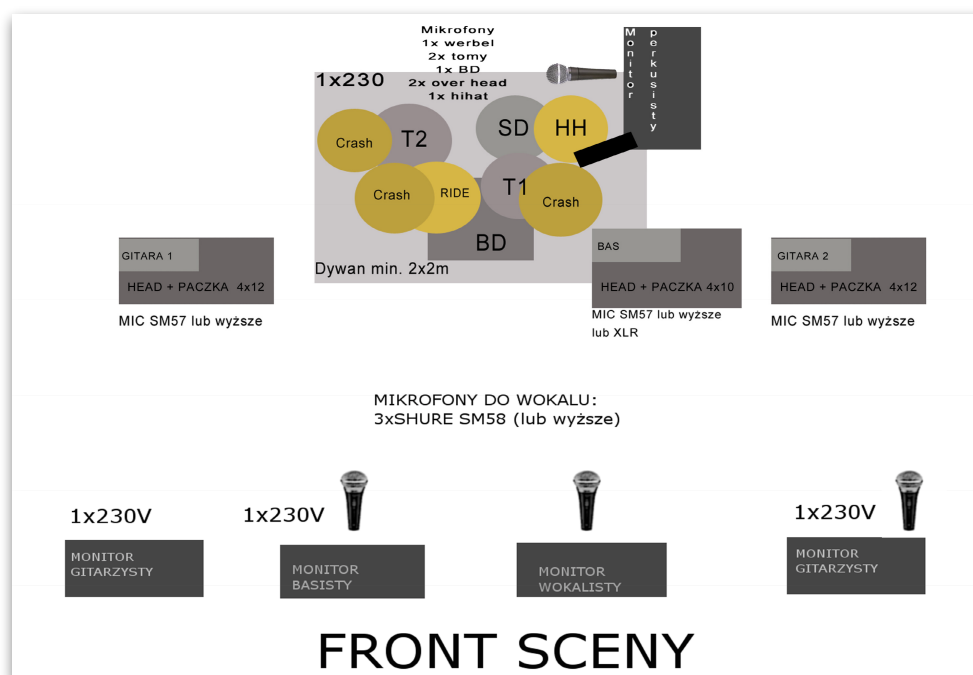 Mikrofony
1x werbel
2x tomy
1x BD
2x over head
1x hihat
1x230
Monitor
perkusisty
Crash
T2
SD
HH
Crash
RIDE
T1
Crash
BD
Dywan min. 2x2m
GITARA 1
HEAD + PACZKA 4x12
MIC SM57 lub wyższe
BAS
HEAD + PACZKA 4x10
MIC SM57 lub wyższe
lub XLR
GITARA 2
HEAD + PACZKA 4x12
MIC SM57 lub wyższe
MIKROFONY DO WOKALU:
3xSHURE SM58 (lub wyższe)
1x230V
1x230V
1x230V
MONITOR
GITARZYSTY
MONITOR
BASISTY
MONITOR
WOKALISTY
MONITOR
GITARZYSTY
FRONT SCENY